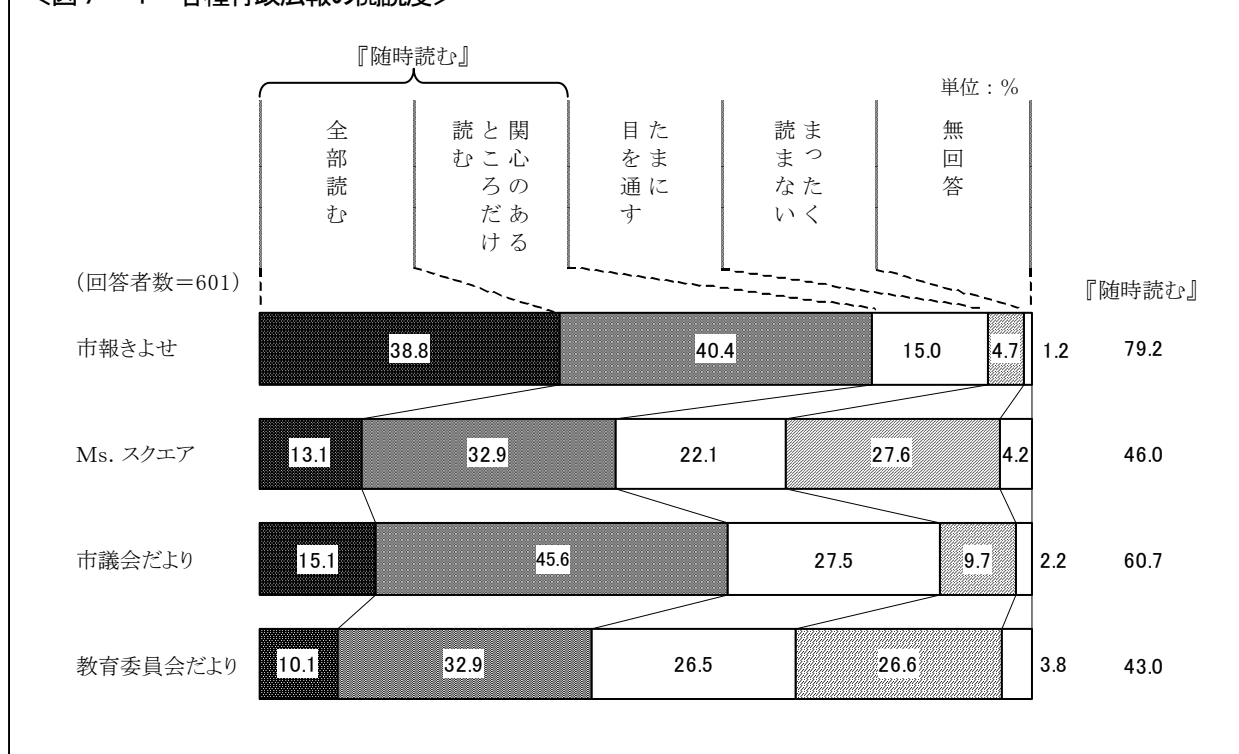 『随時読む』
単位：%
全部読む
関心のある
ところだけ
読む
たまに
目を通す
まったく
読まない
無回答
（回答者数＝601）
『随時読む』
市報きよせ 38.8 40.4 15.0 4.7 1.2 79.2
Ms. スクエア 13.1 32.9 22.1 27.6 4.2 46.0
市議会だより 15.1 45.6 27.5 9.7 2.2 60.7
教育委員会だより 10.1 32.9 26.5 26.6 3.8 43.0